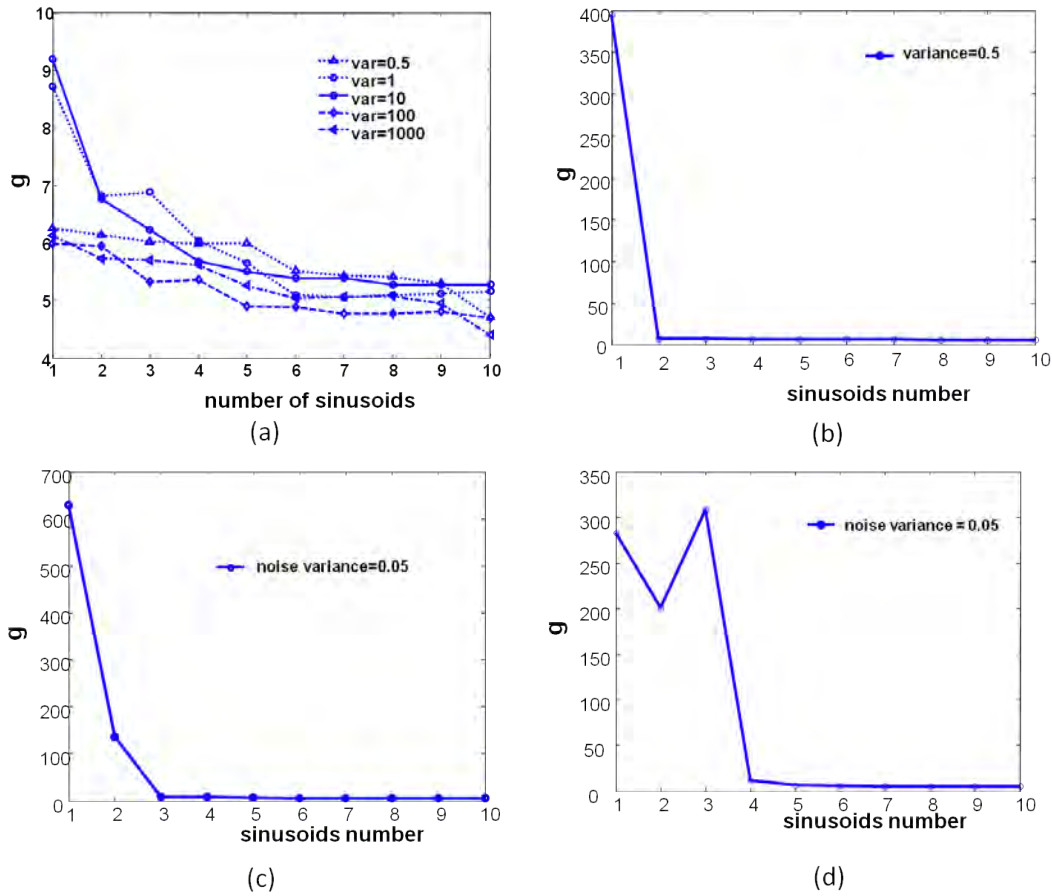 10
9
8
7
6
5
4
g
var=0.5
var=1
var=10
var=100
var=1000
1 2 3 4 5 6 7 8 9 10
number of sinusoids
(a)
400
350
300
250
200
150
100
50
0
g
variance=0.5
1 2 3 4 5 6 7 8 9 10
sinusoids number
(b)
700
600
500
400
300
200
100
0
g
noise variance=0.05
1 2 3 4 5 6 7 8 9 10
sinusoids number
(c)
350
300
250
200
150
100
50
0
g
noise variance = 0.05
1 2 3 4 5 6 7 8 9 10
sinusoids number
(d)